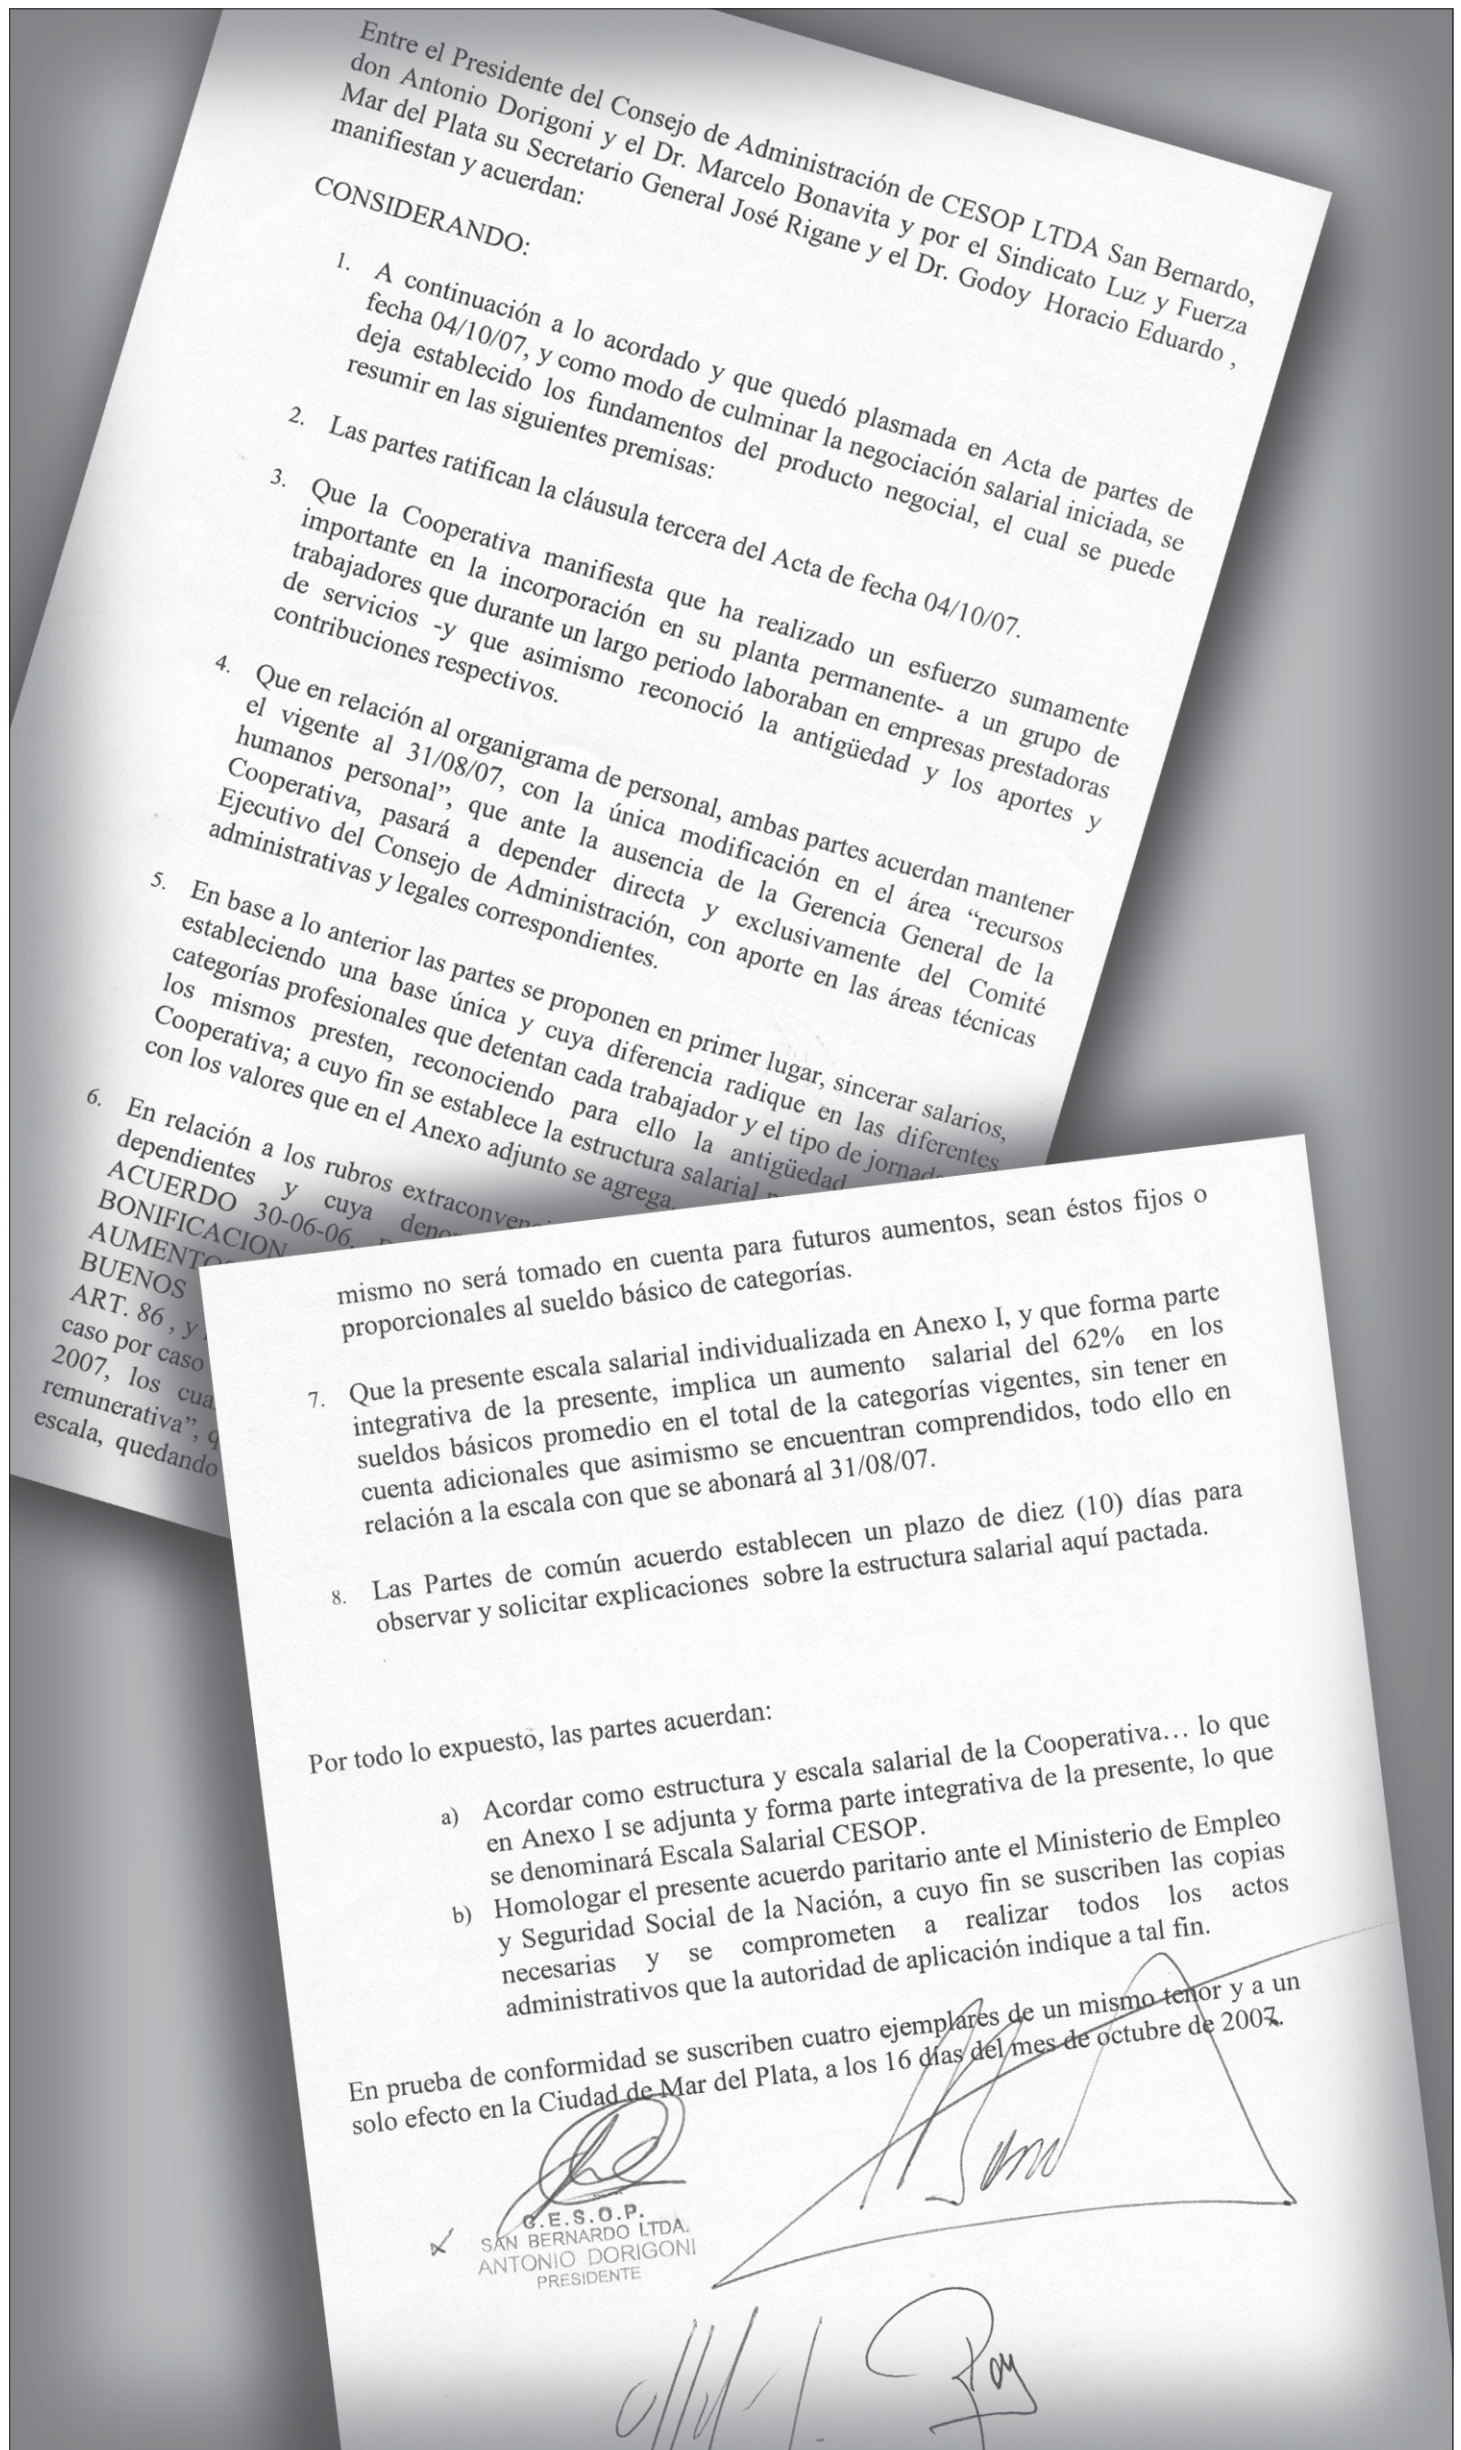 Entre el Presidente del Consejo de Administración de CESOP LTDA San Bernardo,
don Antonio Dorigoni y el Dr. Marcelo Bonavita y por el Sindicato Luz y Fuerza
Mar del Plata su Secretario General José Rigane y el Dr. Godoy Horacio Eduardo ,
manifiestan y acuerdan:
CONSIDERANDO:
1. A continuación a lo acordado y que quedó plasmada en Acta de partes de
fecha 04/10/07, y como modo de culminar la negociación salarial iniciada, se
deja establecido los fundamentos del producto negocial, el cual se puede
resumir en las siguientes premisas:
2. Las partes ratifican la cláusula tercera del Acta de fecha 04/10/07.
3. Que la Cooperativa manifiesta que ha realizado un esfuerzo sumamente
importante en la incorporación en su planta permanente- a un grupo de
trabajadores que durante un largo periodo laboraban en empresas prestadoras
de servicios -y que asimismo reconoció la antigüedad y los aportes y
contribuciones respectivos.
4. Que en relación al organigrama de personal, ambas partes acuerdan mantener
el vigente al 31/08/07, con la única modificación en el área “recursos
humanos personal”, que ante la ausencia de la Gerencia General de la
Cooperativa, pasará a depender directa y exclusivamente del Comité
Ejecutivo del Consejo de Administración, con aporte en las áreas técnicas
administrativas y legales correspondientes.
5. En base a lo anterior las partes se proponen en primer lugar, sincerar salarios,
estableciendo una base única y cuya diferencia radique en las diferentes
categorías profesionales que detentan cada trabajador y el tipo de jornad
los mismos presten, reconociendo para ello la antigüedad
Cooperativa; a cuyo fin se establece la estructura salarial
con los valores que en el Anexo adjunto se agrega.
6. En relación a los rubros extraconvenci
dependientes y cuya deno
ACUERDO 30-06-06,
BONIFICACION
AUMENTO
BUENOS
ART. 86 , y
caso por caso
2007, los cua
remunerativa”, q
escala, quedando
mismo no será tomado en cuenta para futuros aumentos, sean éstos fijos o
proporcionales al sueldo básico de categorías.
7. Que la presente escala salarial individualizada en Anexo I, y que forma parte
integrativa de la presente, implica un aumento salarial del 62% en los
sueldos básicos promedio en el total de la categorías vigentes, sin tener en
cuenta adicionales que asimismo se encuentran comprendidos, todo ello en
relación a la escala con que se abonará al 31/08/07.
8. Las Partes de común acuerdo establecen un plazo de diez (10) días para
observar y solicitar explicaciones sobre la estructura salarial aquí pactada.
Por todo lo expuesto, las partes acuerdan:
a) Acordar como estructura y escala salarial de la Cooperativa… lo que
en Anexo I se adjunta y forma parte integrativa de la presente, lo que
se denominará Escala Salarial CESOP.
b) Homologar el presente acuerdo paritario ante el Ministerio de Empleo
y Seguridad Social de la Nación, a cuyo fin se suscriben las copias
necesarias y se comprometen a realizar todos los actos
administrativos que la autoridad de aplicación indique a tal fin.
En prueba de conformidad se suscriben cuatro ejemplares de un mismo tenor y a un
solo efecto en la Ciudad de Mar del Plata, a los 16 días del mes de octubre de 2007.
C.E.S.O.P.
SAN BERNARDO LTDA.
ANTONIO DORIGONI
PRESIDENTE